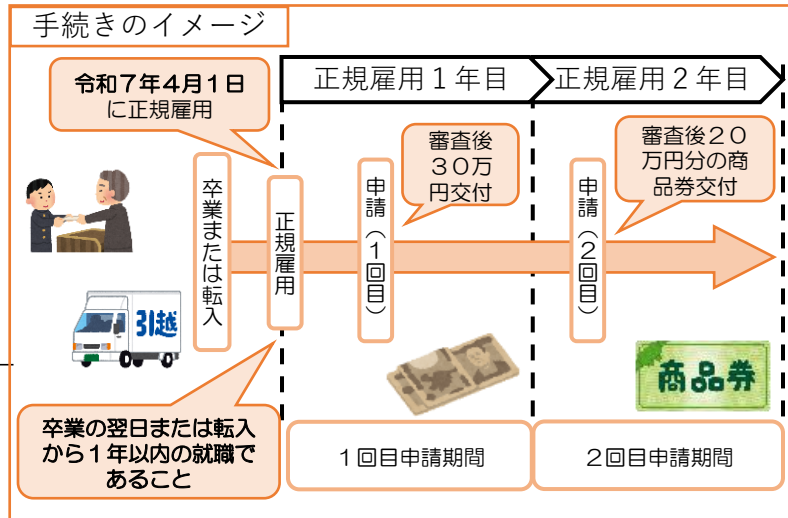 手続きのイメージ
令和７年４月１日
に正規雇用
正規雇用１年目
正規雇用２年目
審査後
３０万
円交付
審査後２０
万円分の商
品券交付
卒業または転入
正規雇用
申請（１回目）
申請（２回目）
引越
商品券
卒業の翌日または転入
から１年以内の就職で
あること
１回目申請期間
２回目申請期間